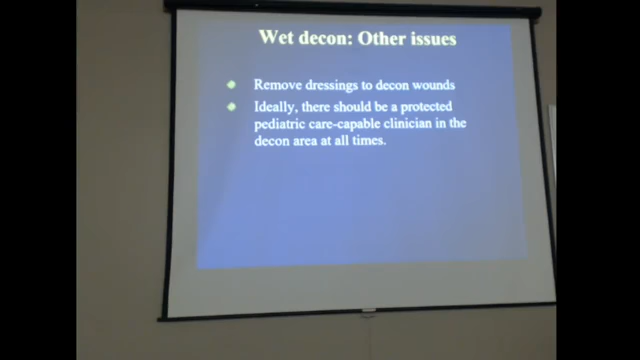 Wet decon: Other issues
Remove dressings to decon wounds
Ideally, there should be a protected
pediatric care-capable clinician in the
decon area at all times.